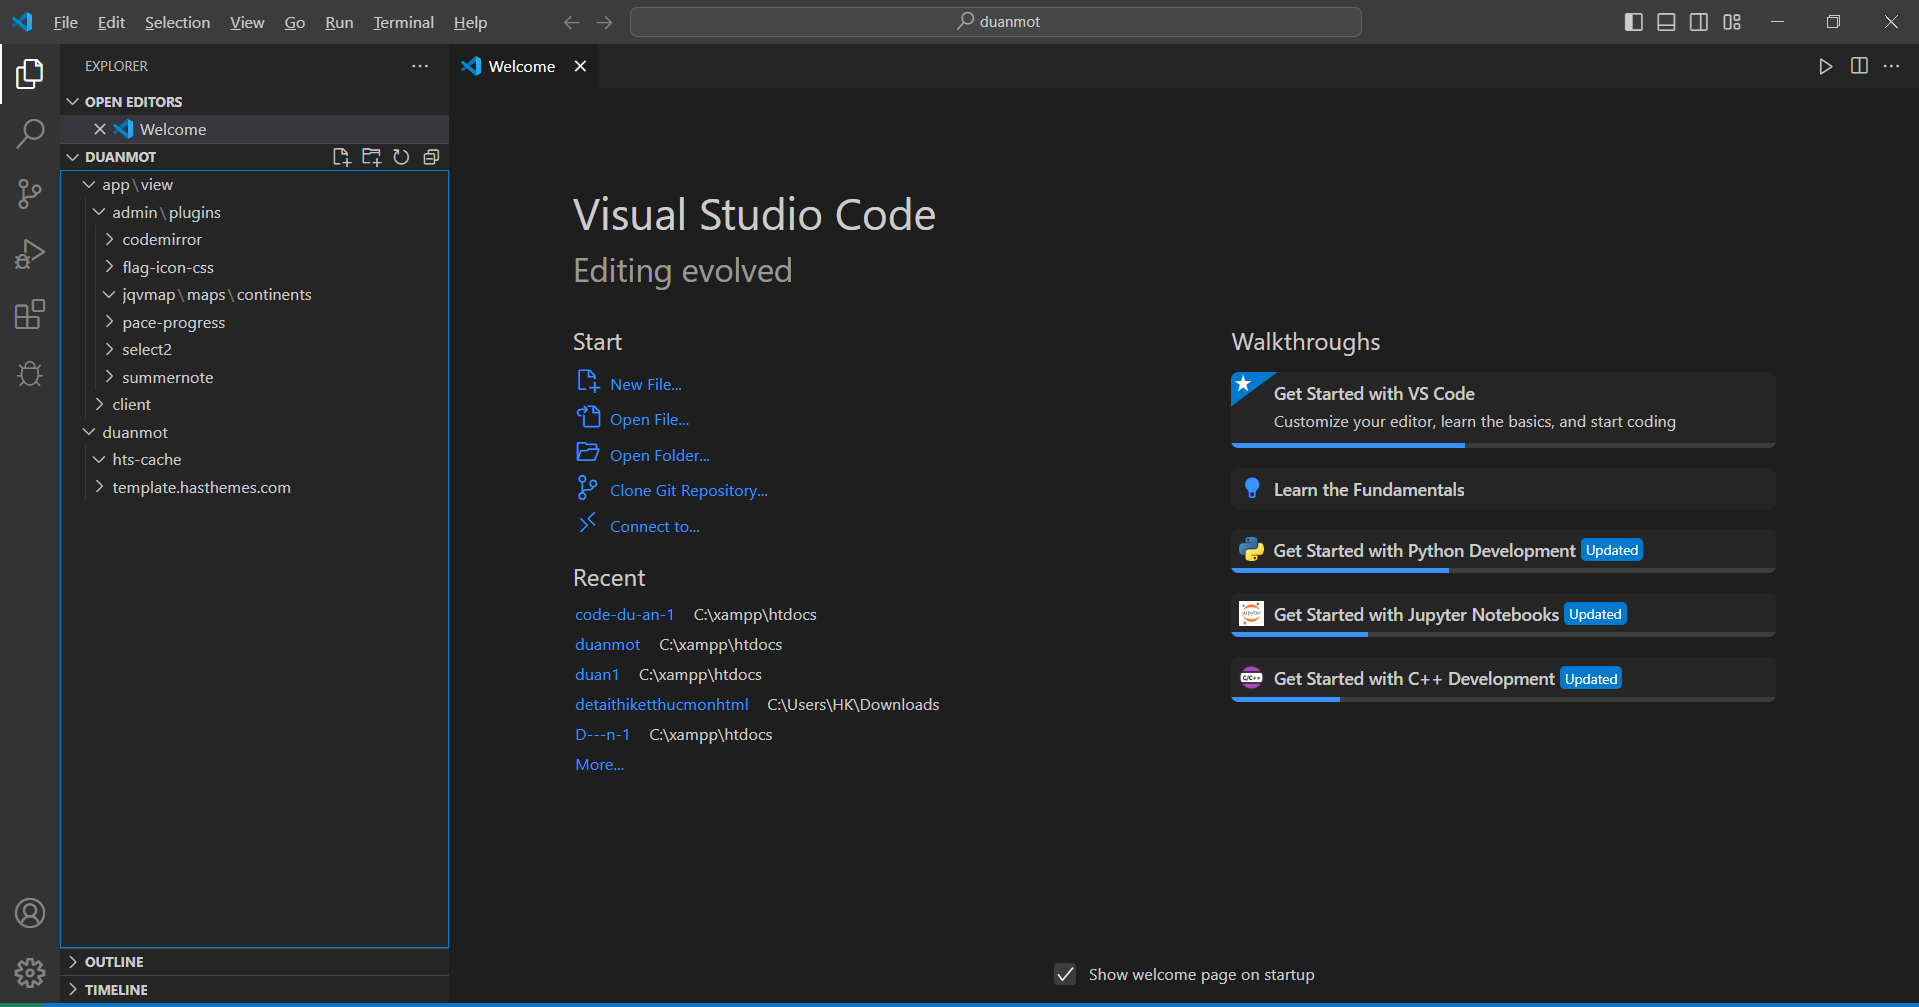 File Edit Selection View Go Run Terminal Help
duanmot
EXPLORER
OPEN EDITORS
Welcome
DUANMOT
app\view
admin\plugins
codemirror
flag-icon-css
jqvmap\maps\continents
pace-progress
select2
summernote
client
duanmot
hts-cache
template.hasthemes.com
OUTLINE
TIMELINE
Welcome
Visual Studio Code
Editing evolved
Start
New File...
Open File...
Open Folder...
Clone Git Repository...
Connect to...
Recent
code-du-an-1 C:\xampp\htdocs
duanmot C:\xampp\htdocs
duan1 C:\xampp\htdocs
detaithiketthucmonhtml C:\Users\HK\Downloads
D---n-1 C:\xampp\htdocs
More...
Walkthroughs
Get Started with VS Code
Customize your editor, learn the basics, and start coding
Learn the Fundamentals
Get Started with Python Development Updated
jupyter
Get Started with Jupyter Notebooks Updated
C/C++
Get Started with C++ Development Updated
Show welcome page on startup